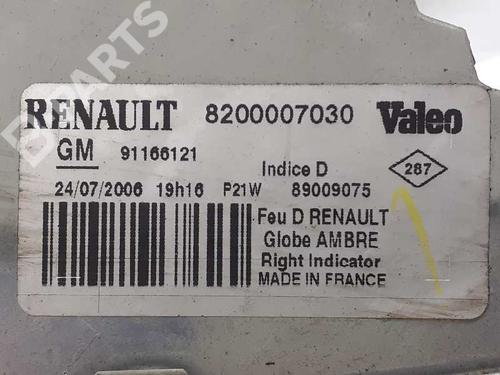 B-PARTS
RENAULT 8200007030 Valeo
GM 91166121
Indice D 287
24/07/2006 19h16 P21W 89009075
Feu D RENAULT
Globe AMBRE
Right Indicator
MADE IN FRANCE